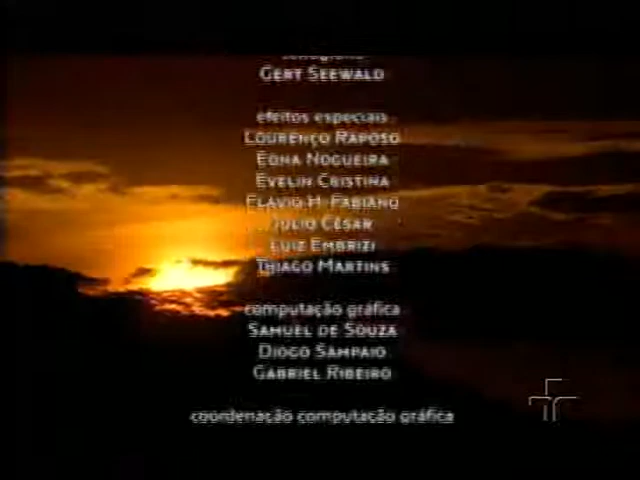 GERT SEEWALD
efeitos especiais
LOURENÇO RAPOSO
EDNA NOGUEIRA
EVELIN CRISTINA
FLÁVIO H. FABIANO
JULIO CÉSAR
LUIZ EMBRIZI
THIAGO MARTINS
computação gráfica
SAMUEL DE SOUZA
DIOGO SAMPAIO
GABRIEL RIBEIRO
coordenação computação gráfica